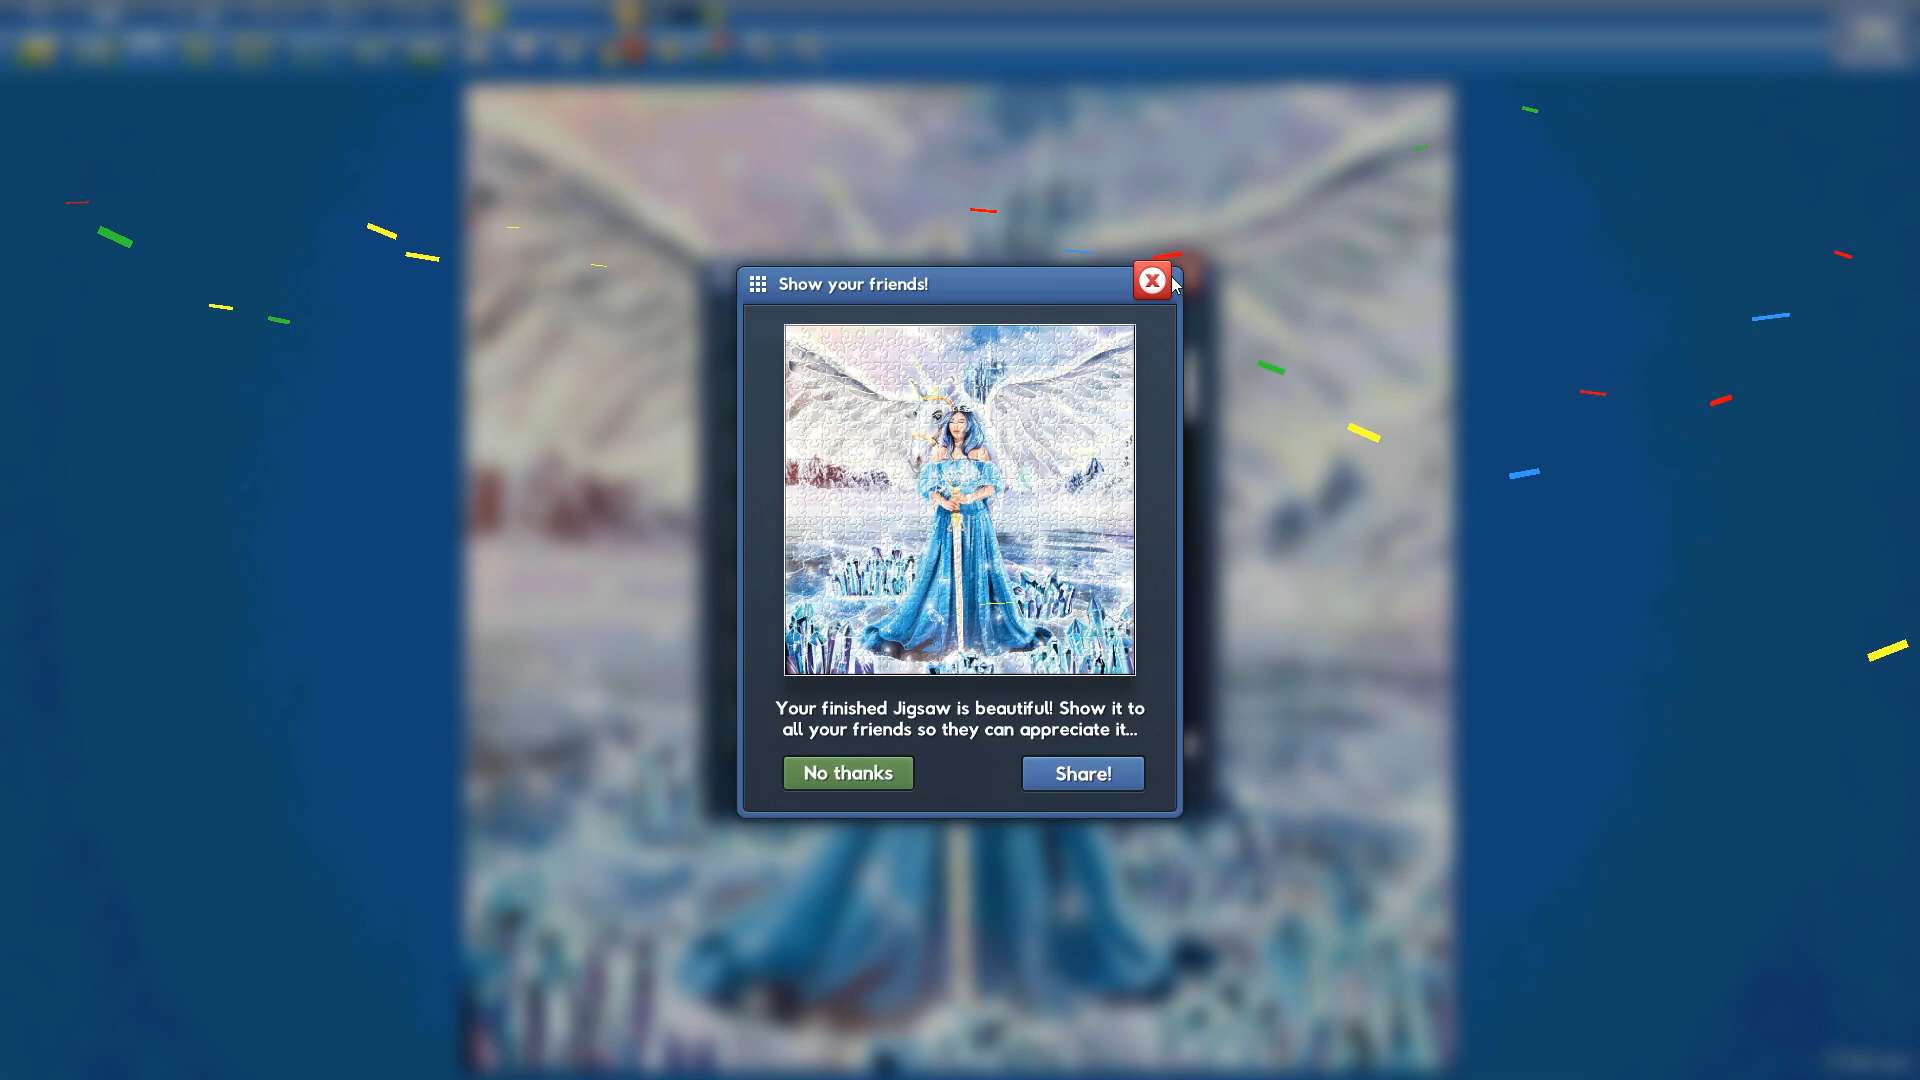 Show your friends!
Your finished Jigsaw is beautiful! Show it to
all your friends so they can appreciate it...
No thanks
Share!